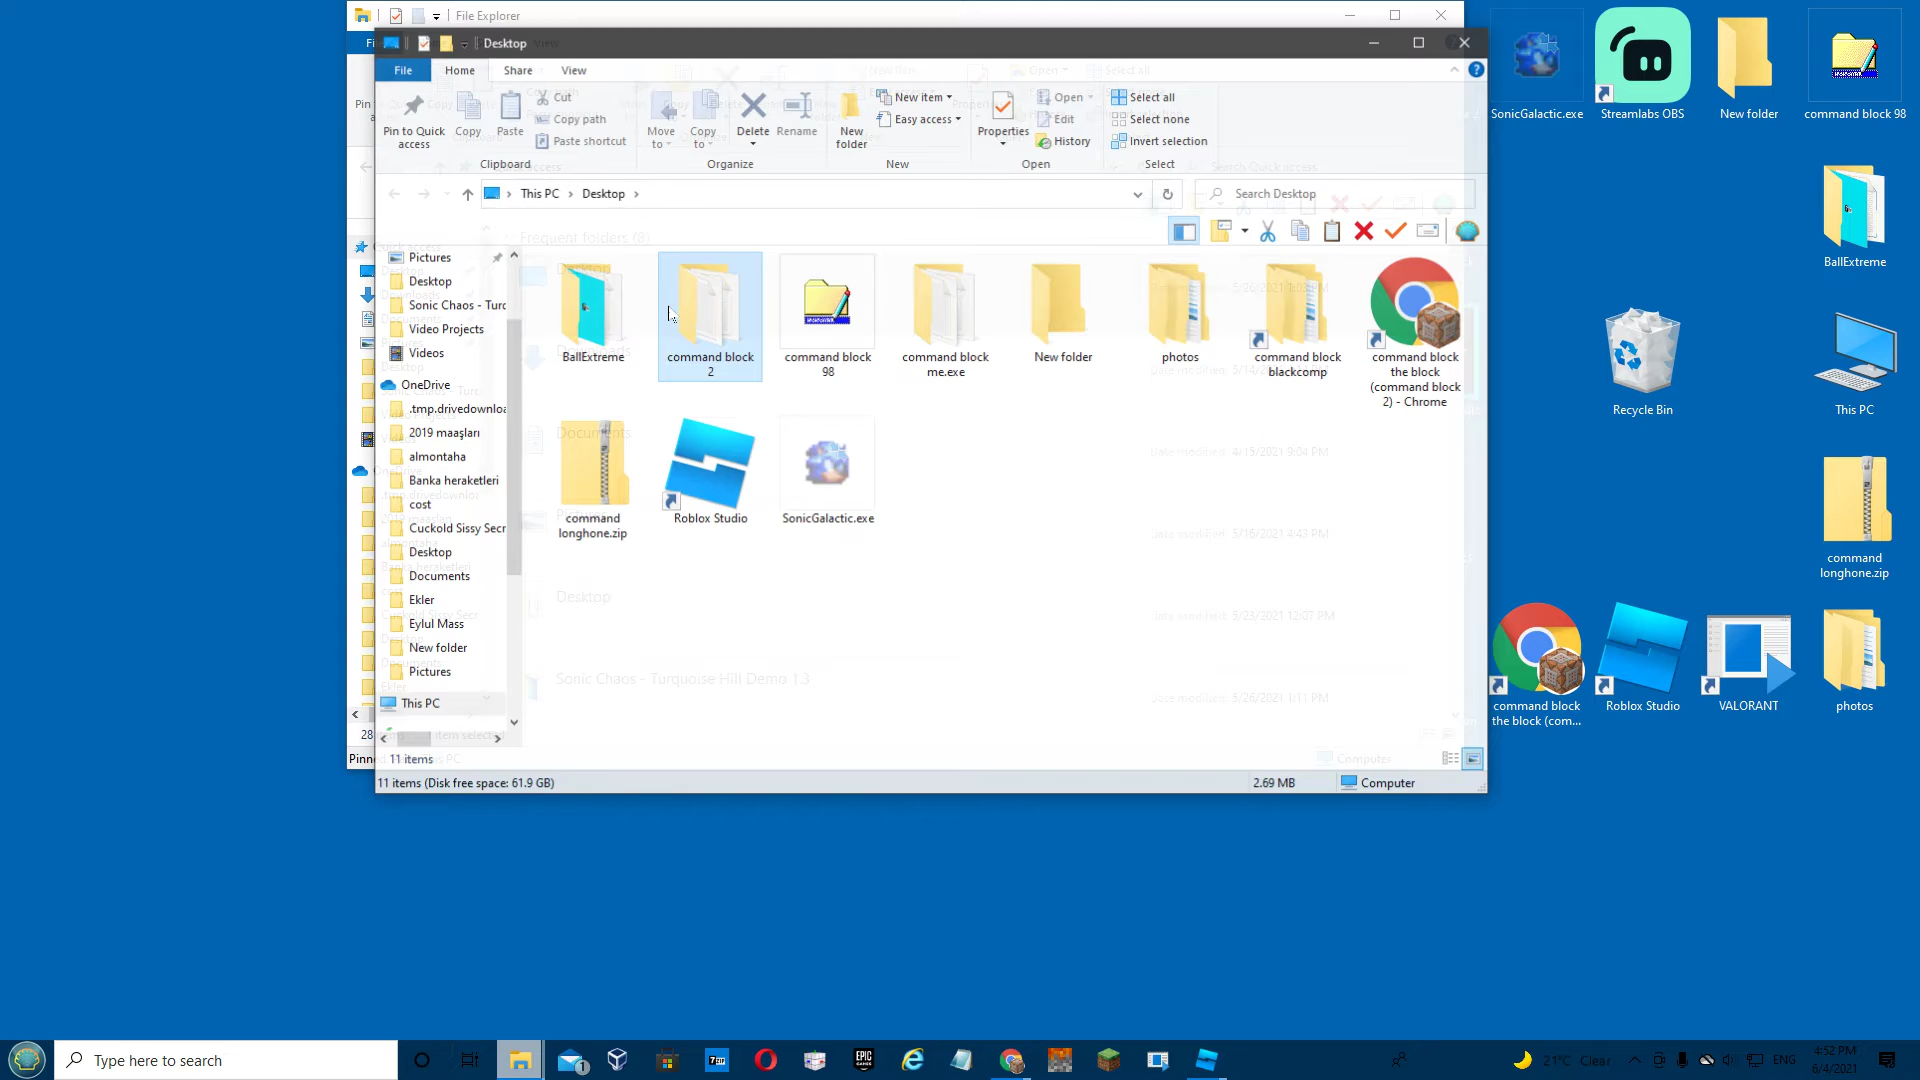 File Explorer
Desktop
File
Home
Share
View
Pin to Quick
access
Copy
Paste
Cut
Copy path
Paste shortcut
Clipboard
Move
to
Copy
to
Delete
Rename
Organize
New
folder
New item
Easy access
New
Properties
Open
Edit
History
Open
Select all
Select none
Invert selection
Select
This PC
Desktop
Search Desktop
Frequent folders (8)
Pictures
Desktop
Sonic Chaos - Turc
Video Projects
Videos
OneDrive
.tmp.drivedownloa
2019 maaşları
almontaha
Banka heraketleri
cost
Cuckold Sissy Secr
Desktop
Documents
Ekler
Eylul Mass
New folder
Pictures
This PC
BallExtreme
command block
2
command block
98
command block
me.exe
New folder
photos
command block
blackcomp
command block
the block
(command block
2) - Chrome
command
longhone.zip
Roblox Studio
SonicGalactic.exe
Documents
Desktop
Sonic Chaos - Turquoise Hill Demo 1.3
Date modified: 4/15/2021 9:04 PM
Date modified: 5/16/2021 4:43 PM
Date modified: 5/23/2021 12:07 PM
Date modified: 5/26/2021 1:11 PM
11 items
Computer
11 items (Disk free space: 61.9 GB)
2.69 MB
Computer
SonicGalactic.exe
Streamlabs OBS
New folder
command block 98
BallExtreme
Recycle Bin
This PC
command
longhone.zip
command block
the block (com...
Roblox Studio
VALORANT
photos
Type here to search
21°C Clear
ENG
4:52 PM
6/4/2021